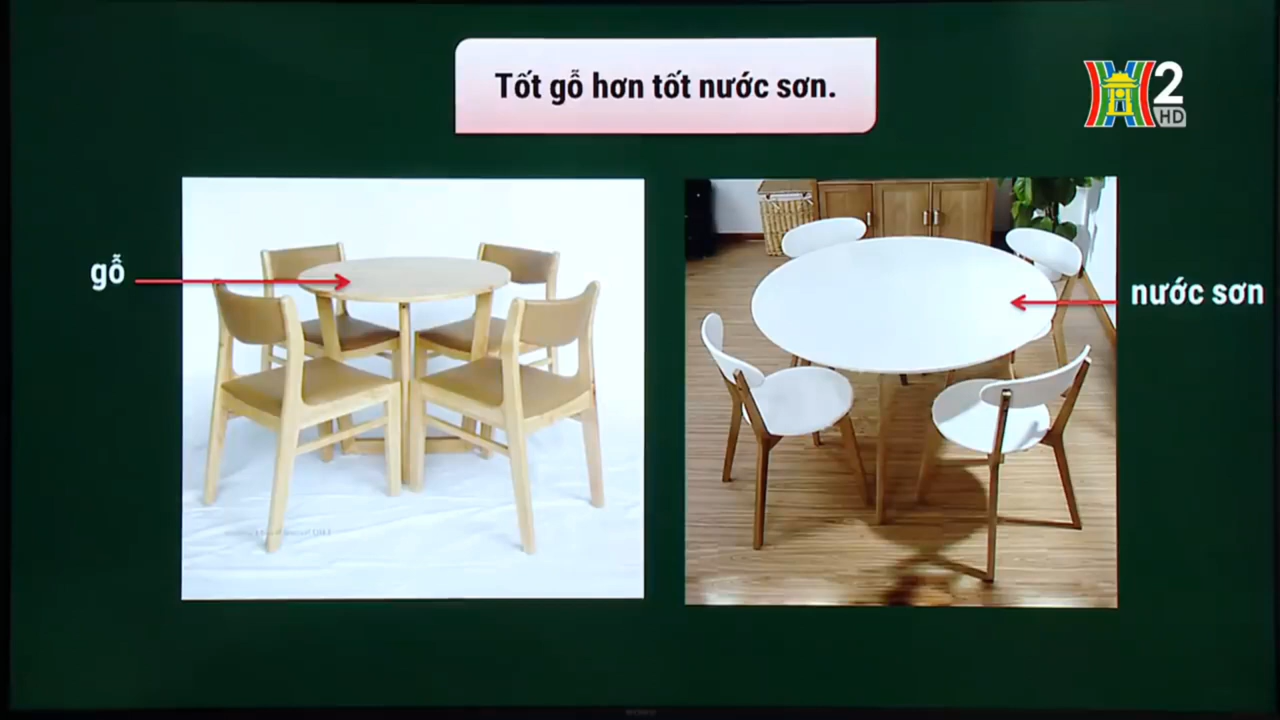 Tốt gỗ hơn tốt nước sơn.
2
HD
gỗ
nước sơn